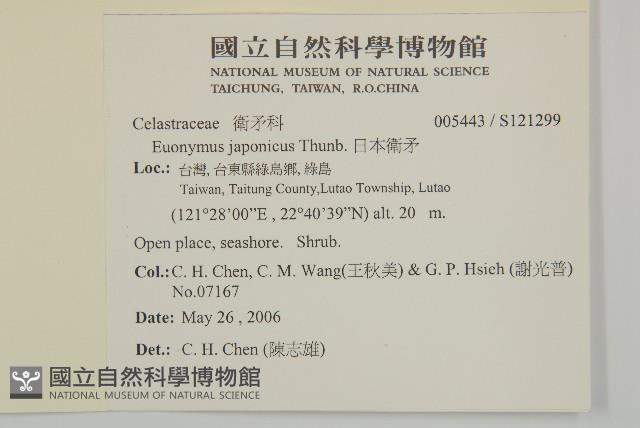 國立自然科學博物館
NATIONAL MUSEUM OF NATURAL SCIENCE
TAICHUNG, TAIWAN, R.O.CHINA
Celastraceae 衛矛科 005443 / S121299
Euonymus japonicus Thunb. 日本衛矛
Loc.: 台灣, 台東縣綠島鄉, 綠島
Taiwan, Taitung County,Lutao Township, Lutao
(121°28'00"E , 22°40'39"N) alt. 20 m.
Open place, seashore. Shrub.
Col.: C. H. Chen, C. M. Wang(王秋美) & G. P. Hsieh (謝光普)
No.07167
Date: May 26 , 2006
Det.: C. H. Chen (陳志雄)
國立自然科學博物館
NATIONAL MUSEUM OF NATURAL SCIENCE